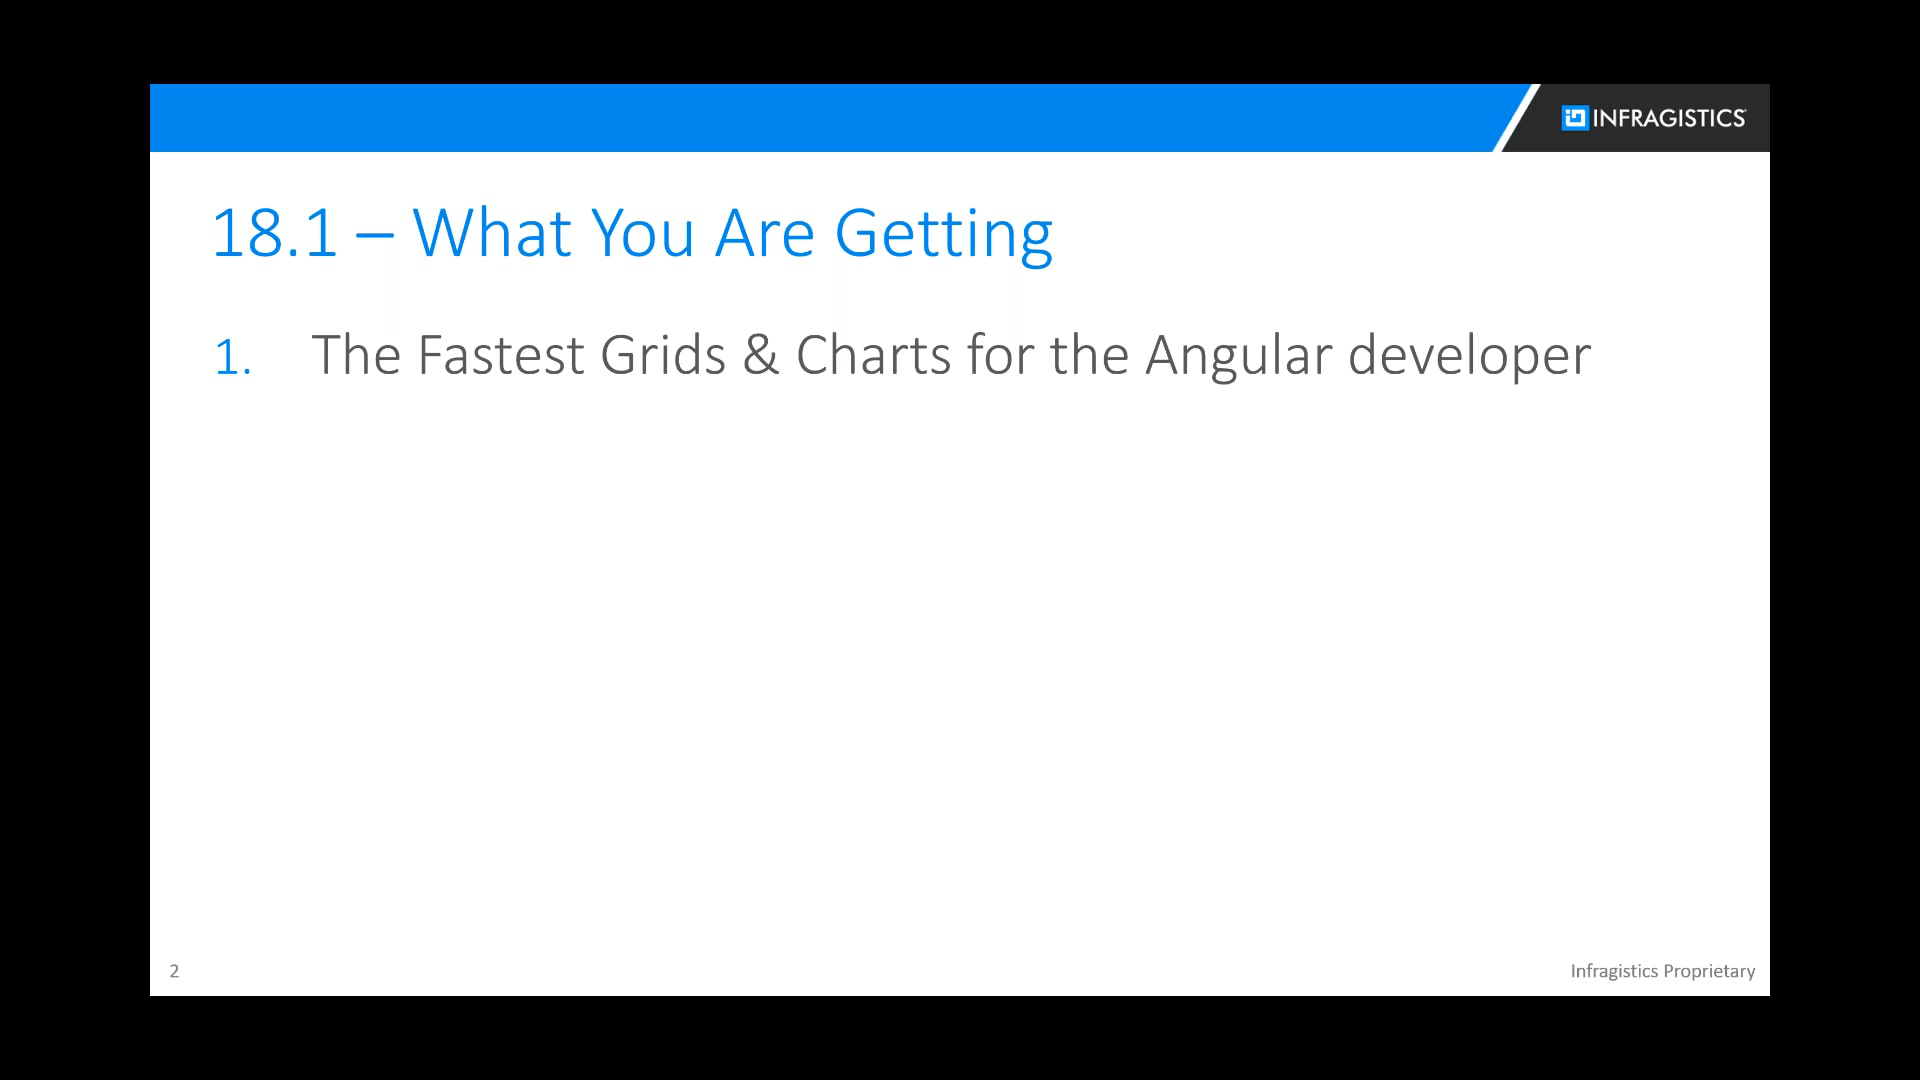 INFRAGISTICS
18.1 – What You Are Getting
1. The Fastest Grids & Charts for the Angular developer
2
Infragistics Proprietary